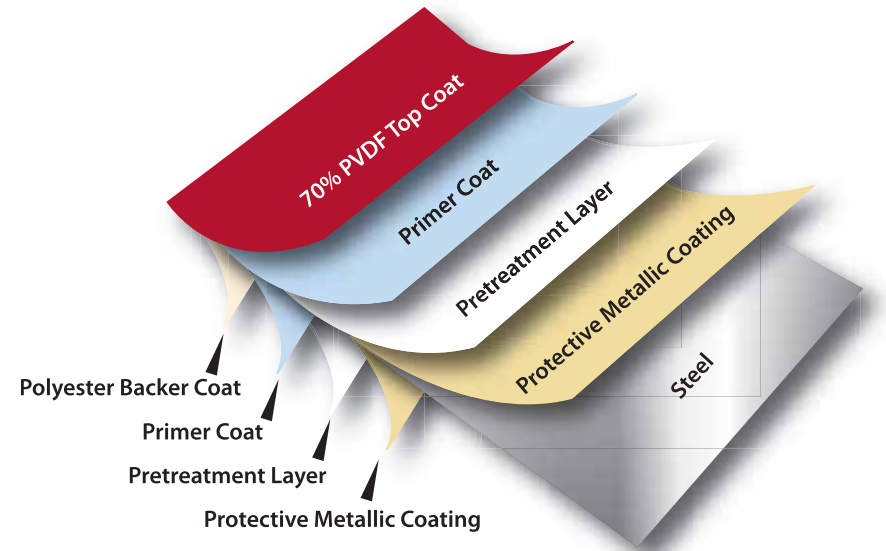 70% PVDF Top Coat
Primer Coat
Pretreatment Layer
Protective Metallic Coating
Steel
Polyester Backer Coat
Primer Coat
Pretreatment Layer
Protective Metallic Coating